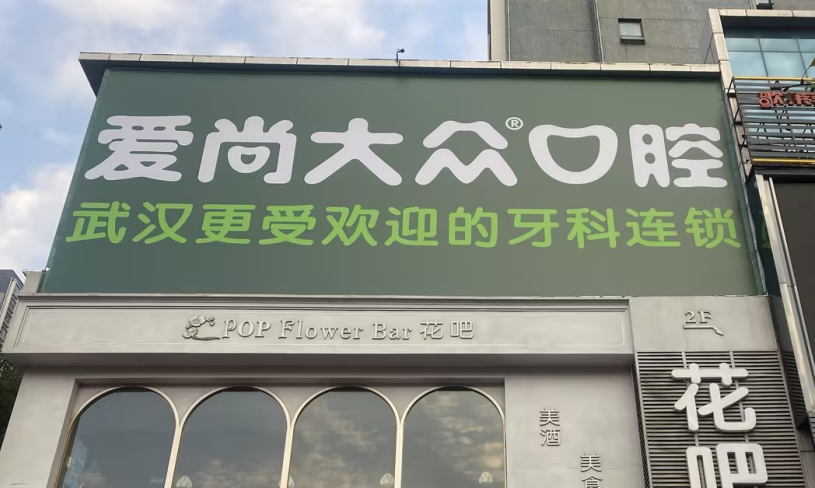 爱尚大众®口腔
武汉更受欢迎的牙科连锁
POP Flower Bar 花吧
2F
花吧
美酒
美食